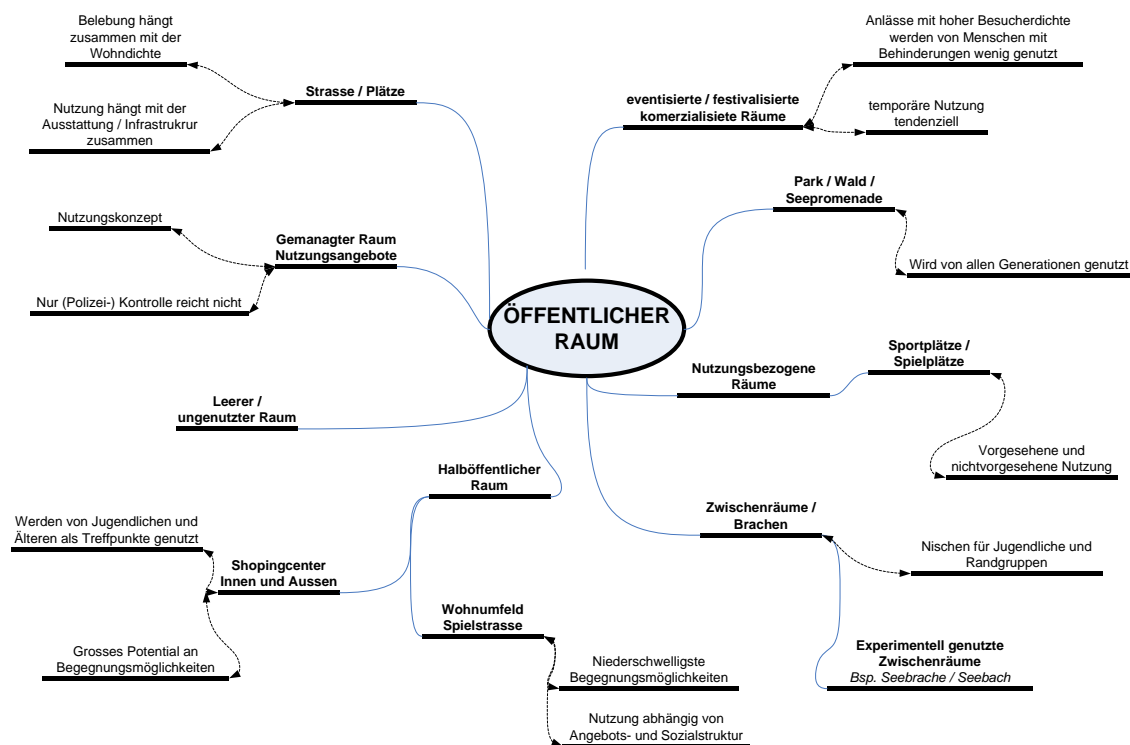 Belebung hängt
zusammen mit der
Wohndichte
Strasse / Plätze
Nutzung hängt mit der
Ausstattung / Infrastrukrur
zusammen
Anlässe mit hoher Besucherdichte
werden von Menschen mit
Behinderungen wenig genutzt
eventisierte / festivalisierte
komerzialisiete Räume
temporäre Nutzung
tendenziell
Park / Wald /
Seepromenade
Wird von allen Generationen genutzt
Nutzungskonzept
Gemanagter Raum
Nutzungsangebote
Nur (Polizei-) Kontrolle reicht nicht
ÖFFENTLICHER
RAUM
Sportplätze /
Spielplätze
Nutzungsbezogene
Räume
Vorgesehene und
nichtvorgesehene Nutzung
Leerer /
ungenutzter Raum
Halböffentlicher
Raum
Zwischenräume /
Brachen
Nischen für Jugendliche und
Randgruppen
Werden von Jugendlichen und
Älteren als Treffpunkte genutzt
Shopingcenter
Innen und Aussen
Grosses Potential an
Begegnungsmöglichkeiten
Wohnumfeld
Spielstrasse
Niederschwelligste
Begegnungsmöglichkeiten
Nutzung abhängig von
Angebots- und Sozialstruktur
Experimentell genutzte
Zwischenräume
Bsp. Seebrache / Seebach